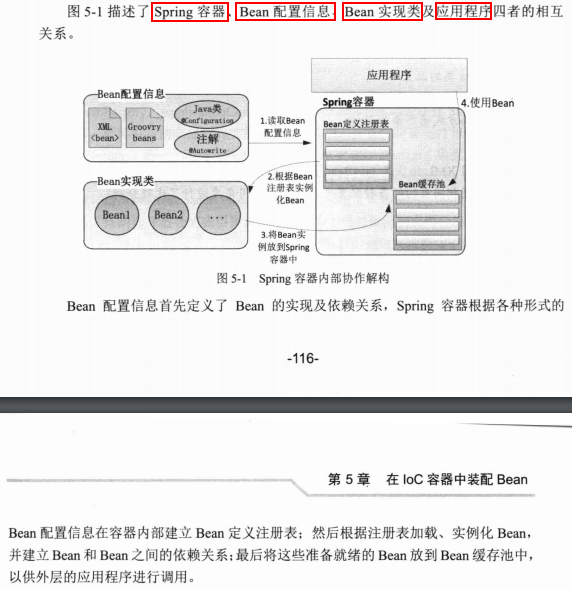 图 5-1 描述了 Spring 容器、Bean 配置信息、Bean 实现类及应用程序四者的相互
关系。
应用程序
Bean配置信息
XML
<bean>
Groovry
beans
Java类
@Configuration
注解
@Autowrite
1.读取Bean
配置信息
Spring容器
Bean定义注册表
4.使用Bean
Bean实现类
Bean1
Bean2
...
2.根据Bean
注册表实例
化Bean
Bean缓存池
3.将Bean实
例放到Spring
容器中
图 5-1 Spring 容器内部协作解构
Bean 配置信息首先定义了 Bean 的实现及依赖关系，Spring 容器根据各种形式的
-116-
第 5 章 在 IoC 容器中装配 Bean
Bean 配置信息在容器内部建立 Bean 定义注册表；然后根据注册表加载、实例化 Bean，
并建立 Bean 和 Bean 之间的依赖关系；最后将这些准备就绪的 Bean 放到 Bean 缓存池中，
以供外层的应用程序进行调用。